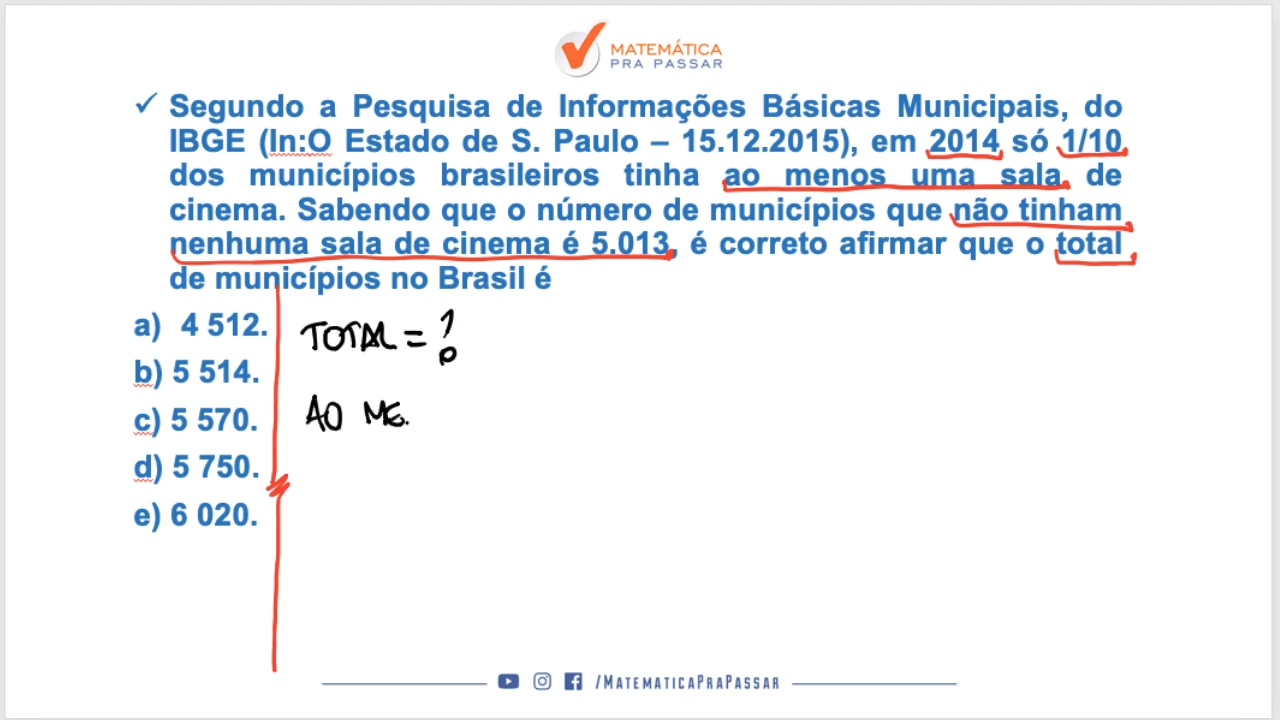 MATEMÁTICA
PRA PASSAR
✓ Segundo a Pesquisa de Informações Básicas Municipais, do
IBGE (In:O Estado de S. Paulo – 15.12.2015), em 2014 só 1/10
dos municípios brasileiros tinha ao menos uma sala de
cinema. Sabendo que o número de municípios que não tinham
nenhuma sala de cinema é 5.013, é correto afirmar que o total
de municípios no Brasil é
a) 4 512.
b) 5 514.
c) 5 570.
d) 5 750.
e) 6 020.
TOTAL = ?
AO ME
/MATEMATICAPRAPASSAR